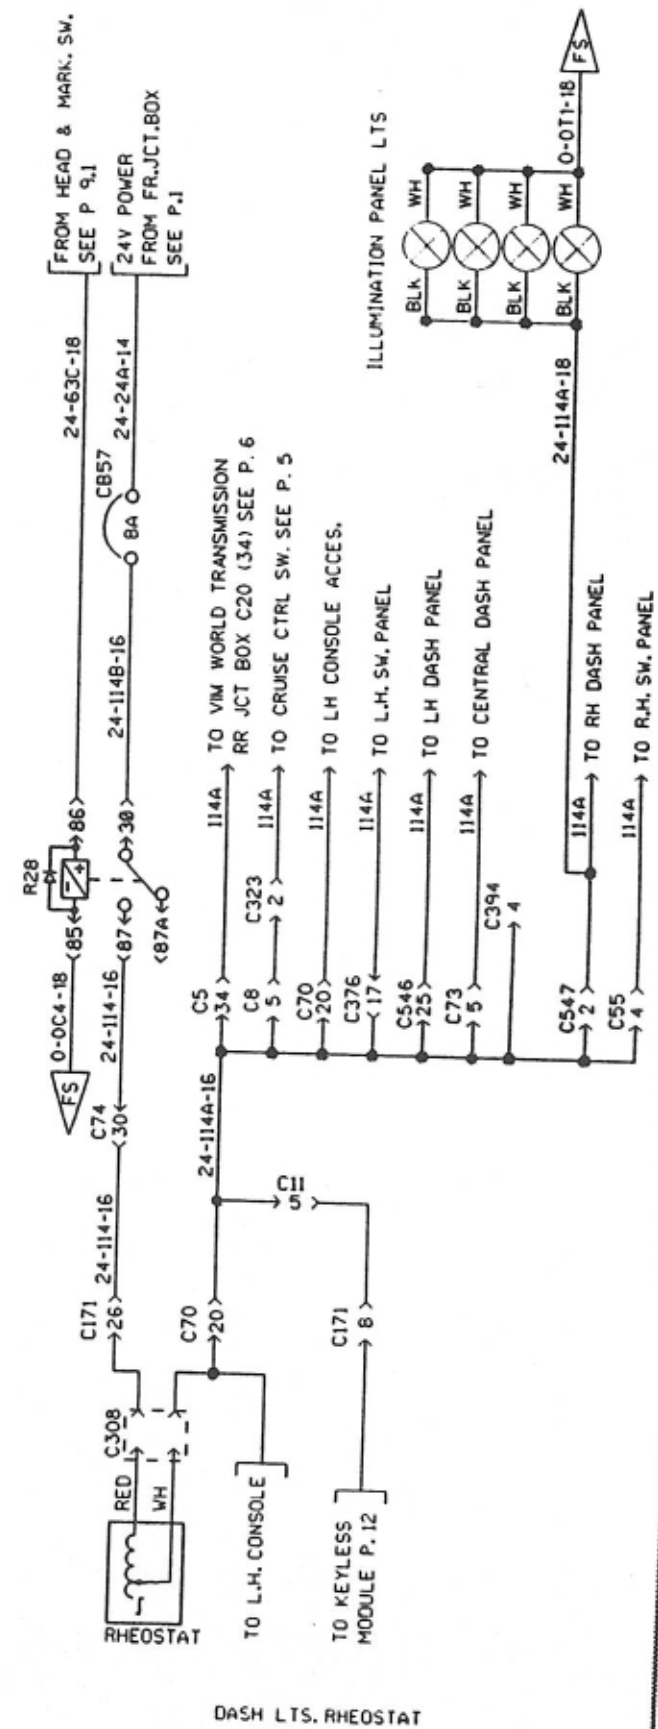 DASH LTS. RHEOSTAT
RHEOSTAT
RED
WH
C308
C171
26
24-114-16
C74
30
24-114-16
87
87A
30
24-114B-16
8A
CB57
24-24A-14
24V POWER
FROM FR.JCT.BOX
SEE P.1
FS
0-0C4-18
85
R28
- +
86
24-63C-18
FROM HEAD & MARK. SW.
SEE P 9.1
TO L.H. CONSOLE
C70
20
24-114A-16
C11
5
C171
8
TO KEYLESS
MODULE P. 12
C5
34
114A
TO VIM WORLD TRANSMISSION
RR JCT BOX C20 (34) SEE P. 6
C8
5
C323
2
114A
TO CRUISE CTRL SW. SEE P. 5
C70
20
114A
TO LH CONSOLE ACCES.
C376
17
114A
TO L.H. SW. PANEL
C546
25
114A
TO LH DASH PANEL
C73
5
114A
TO CENTRAL DASH PANEL
C394
4
C547
2
114A
TO RH DASH PANEL
C55
4
114A
TO R.H. SW. PANEL
24-114A-18
ILLUMINATION PANEL LTS
BLK WH
BLK WH
BLK WH
BLK WH
0-0T1-18
FS